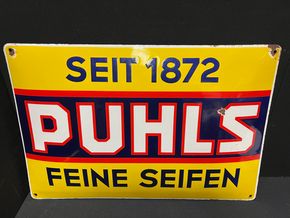 SEIT 1872
PUHLS
FEINE SEIFEN